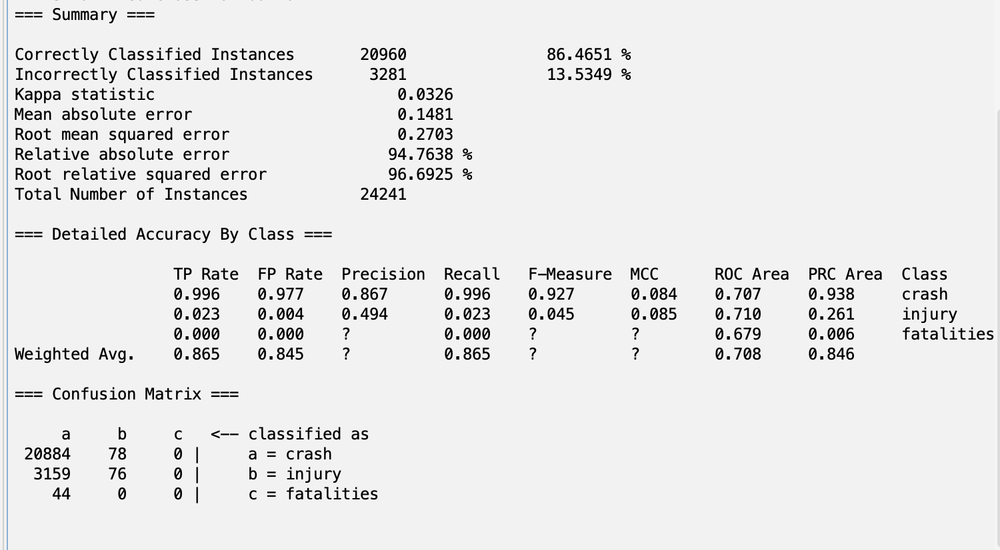 === Summary ===
Correctly Classified Instances 20960 86.4651 %
Incorrectly Classified Instances 3281 13.5349 %
Kappa statistic 0.0326
Mean absolute error 0.1481
Root mean squared error 0.2703
Relative absolute error 94.7638 %
Root relative squared error 96.6925 %
Total Number of Instances 24241
=== Detailed Accuracy By Class ===
TP Rate FP Rate Precision Recall F-Measure MCC ROC Area PRC Area Class
0.996 0.977 0.867 0.996 0.927 0.084 0.707 0.938 crash
0.023 0.004 0.494 0.023 0.045 0.085 0.710 0.261 injury
0.000 0.000 ? 0.000 ? ? 0.679 0.006 fatalities
Weighted Avg. 0.865 0.845 ? 0.865 ? ? 0.708 0.846
=== Confusion Matrix ===
a b c <-- classified as
20884 78 0 | a = crash
3159 76 0 | b = injury
44 0 0 | c = fatalities